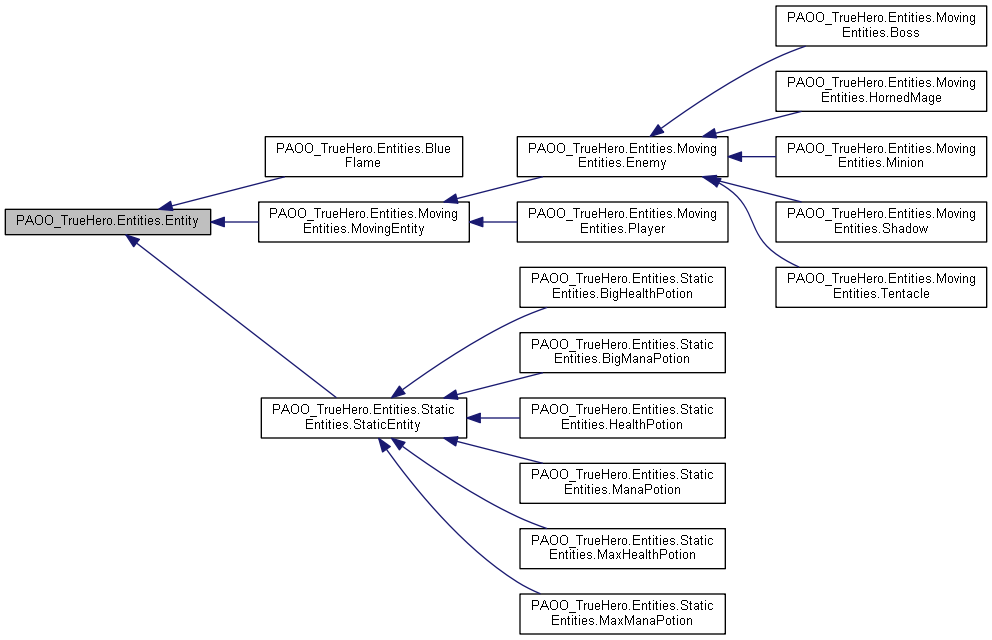 PAOO_TrueHero.Entities.Entity
PAOO_TrueHero.Entities.Blue
Flame
PAOO_TrueHero.Entities.Moving
Entities.MovingEntity
PAOO_TrueHero.Entities.Static
Entities.StaticEntity
PAOO_TrueHero.Entities.Moving
Entities.Enemy
PAOO_TrueHero.Entities.Moving
Entities.Player
PAOO_TrueHero.Entities.Moving
Entities.Boss
PAOO_TrueHero.Entities.Moving
Entities.HornedMage
PAOO_TrueHero.Entities.Moving
Entities.Minion
PAOO_TrueHero.Entities.Moving
Entities.Shadow
PAOO_TrueHero.Entities.Moving
Entities.Tentacle
PAOO_TrueHero.Entities.Static
Entities.BigHealthPotion
PAOO_TrueHero.Entities.Static
Entities.BigManaPotion
PAOO_TrueHero.Entities.Static
Entities.HealthPotion
PAOO_TrueHero.Entities.Static
Entities.ManaPotion
PAOO_TrueHero.Entities.Static
Entities.MaxHealthPotion
PAOO_TrueHero.Entities.Static
Entities.MaxManaPotion